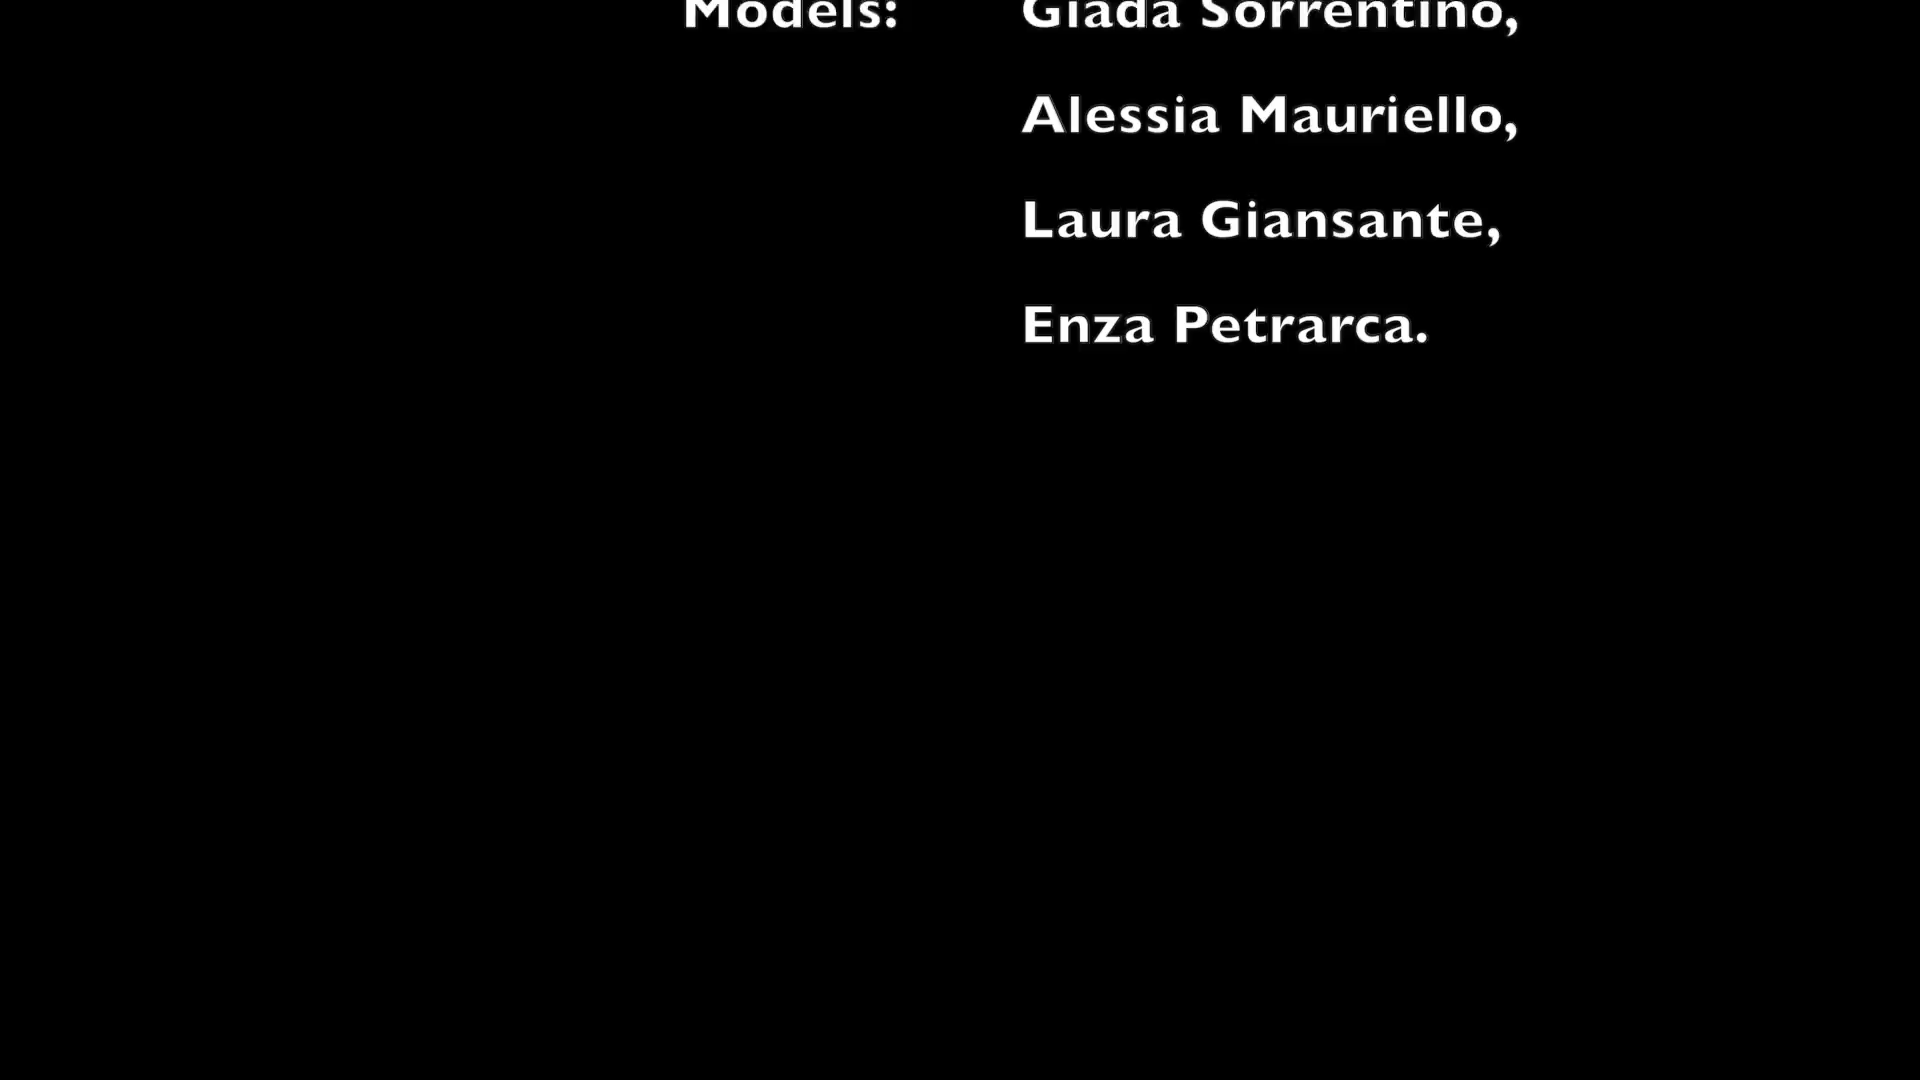 Models: Giada Sorrentino,
Alessia Mauriello,
Laura Giansante,
Enza Petrarca.